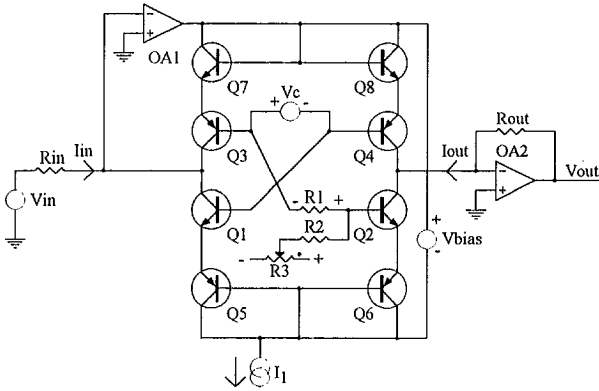 -
+
OA1
Q7
Q8
+ Vc -
Q3
Q4
Rin
Iin
Iout
Rout
-
+
OA2
Vout
Vin
- R1 +
Q1
R2
Q2
- R3 +
+
Vbias
-
Q5
Q6
I1